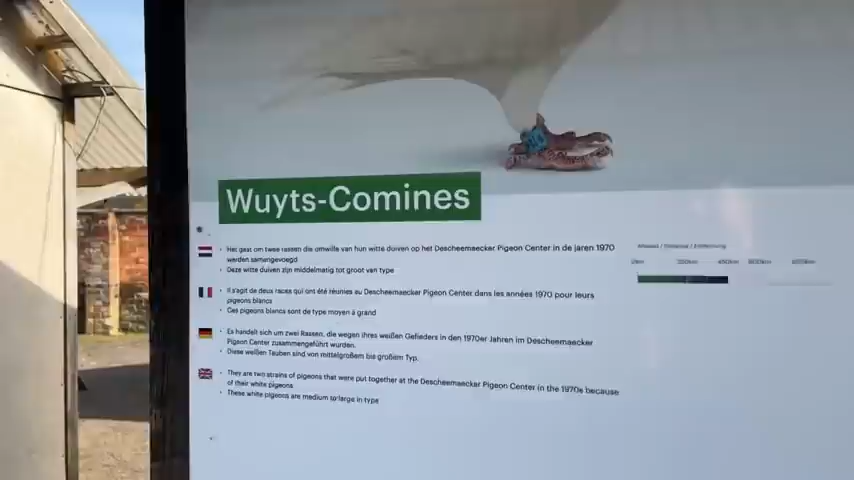 Wuyts-Comines
Het gaat om twee rassen die omwille van hun witte duiven op het Descheemaecker Pigeon Center in de jaren 1970
werden samengevoegd
Deze witte duiven zijn middelmatig tot groot van type
Il s'agit de deux races qui ont été réunies au Descheemaecker Pigeon Center dans les années 1970 pour leurs
pigeons blancs
Ces pigeons blancs sont de type moyen à grand
Es handelt sich um zwei Rassen, die wegen ihres weißen Gefieders in den 1970er Jahren im Descheemaecker
Pigeon Center zusammengeführt wurden.
Diese weißen Tauben sind von mittelgroßem bis großem Typ.
They are two strains of pigeons that were put together at the Descheemaecker Pigeon Center in the 1970s because
of their white pigeons
These white pigeons are medium to large in type